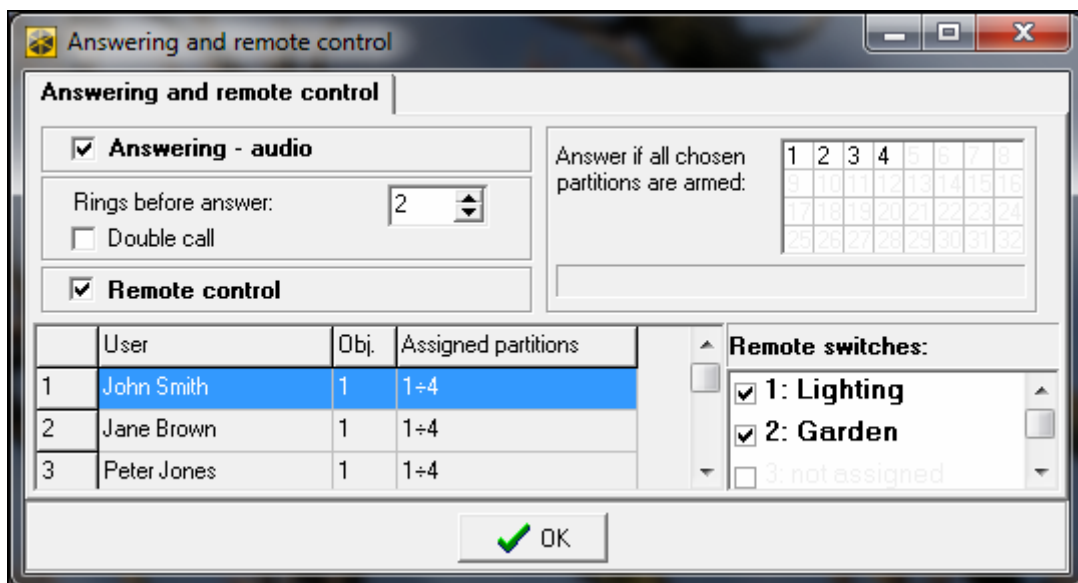 Answering and remote control
Answering and remote control
Answering - audio
Rings before answer: 2
Double call
Remote control
Answer if all chosen
partitions are armed:
1 2 3 4 5 6 7 8
9 10 11 12 13 14 15 16
17 18 19 20 21 22 23 24
25 26 27 28 29 30 31 32
User Obj. Assigned partitions
1 John Smith 1 1÷4
2 Jane Brown 1 1÷4
3 Peter Jones 1 1÷4
Remote switches:
1: Lighting
2: Garden
3: not assigned
OK